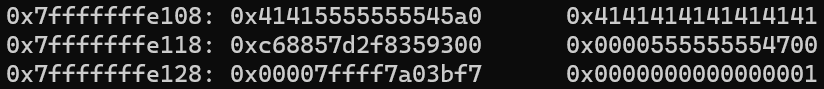 0x7fffffffe108: 0x41415555555545a0 0x4141414141414141
0x7fffffffe118: 0xc68857d2f8359300 0x0000555555554700
0x7fffffffe128: 0x00007ffff7a03bf7 0x0000000000000001